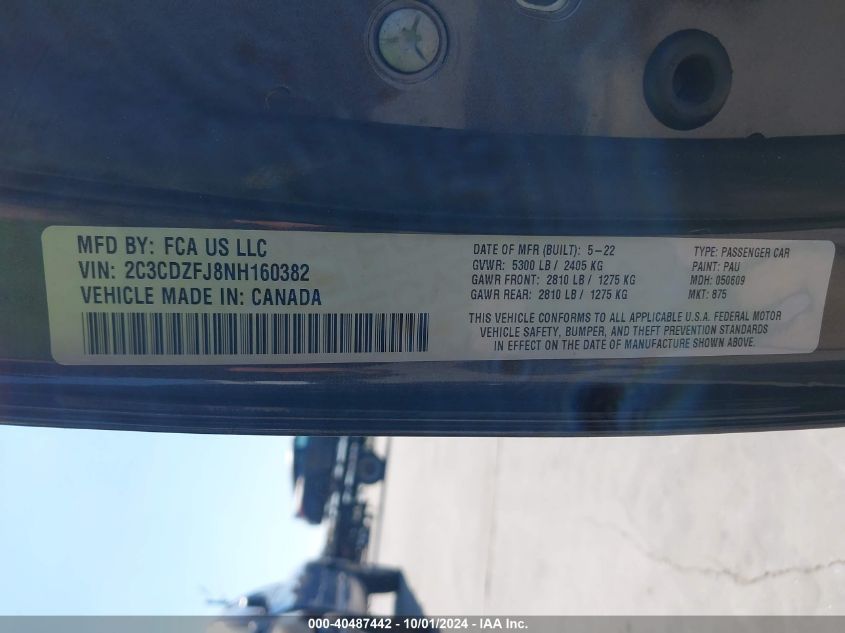 MFD BY: FCA US LLC
VIN: 2C3CDZFJ8NH160382
VEHICLE MADE IN: CANADA
DATE OF MFR (BUILT): 5-22
GVWR: 5300 LB / 2405 KG
GAWR FRONT: 2810 LB / 1275 KG
GAWR REAR: 2810 LB / 1275 KG
TYPE: PASSENGER CAR
PAINT: PAU
MDH: 050609
MKT: 875
THIS VEHICLE CONFORMS TO ALL APPLICABLE U.S.A. FEDERAL MOTOR
VEHICLE SAFETY, BUMPER, AND THEFT PREVENTION STANDARDS
IN EFFECT ON THE DATE OF MANUFACTURE SHOWN ABOVE.
000-40487442 - 10/01/2024 - IAA Inc.